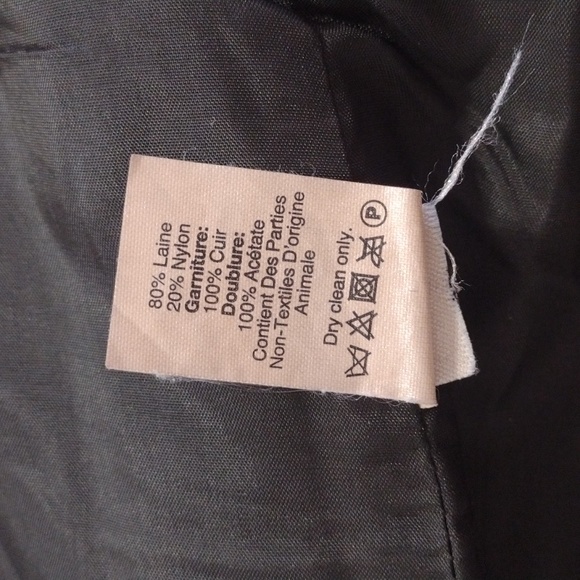 80% Laine
20% Nylon
Garniture:
100% Cuir
Doublure:
100% Acétate
Contient Des Parties
Non-Textiles D'origine
Animale
Dry clean only.
P